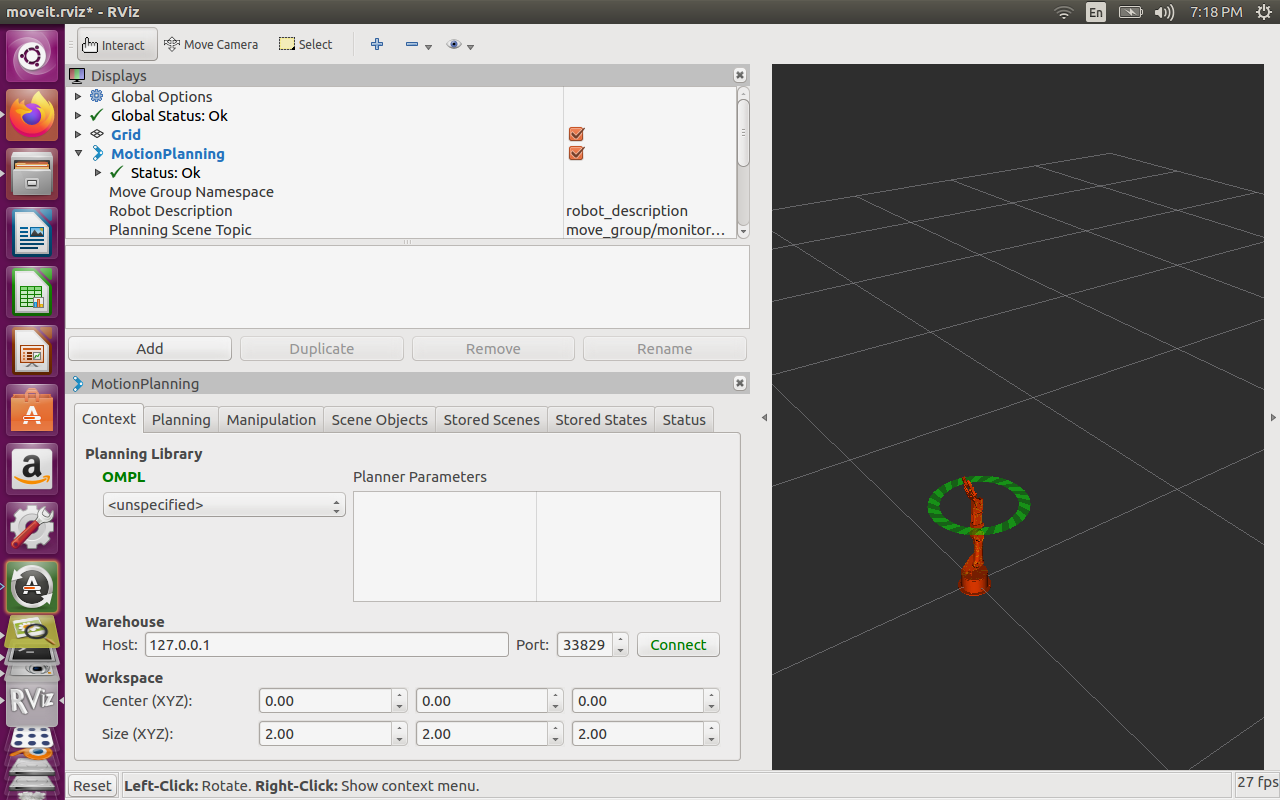 moveit.rviz* - RViz
En
7:18 PM
Interact
Move Camera
Select
Displays
Global Options
Global Status: Ok
Grid
MotionPlanning
Status: Ok
Move Group Namespace
Robot Description robot_description
Planning Scene Topic move_group/monitor...
Add Duplicate Remove Rename
MotionPlanning
Context Planning Manipulation Scene Objects Stored Scenes Stored States Status
Planning Library
OMPL Planner Parameters
<unspecified>
Warehouse
Host: 127.0.0.1 Port: 33829 Connect
Workspace
Center (XYZ): 0.00 0.00 0.00
Size (XYZ): 2.00 2.00 2.00
Reset Left-Click: Rotate. Right-Click: Show context menu. 27 fps
a
RViz